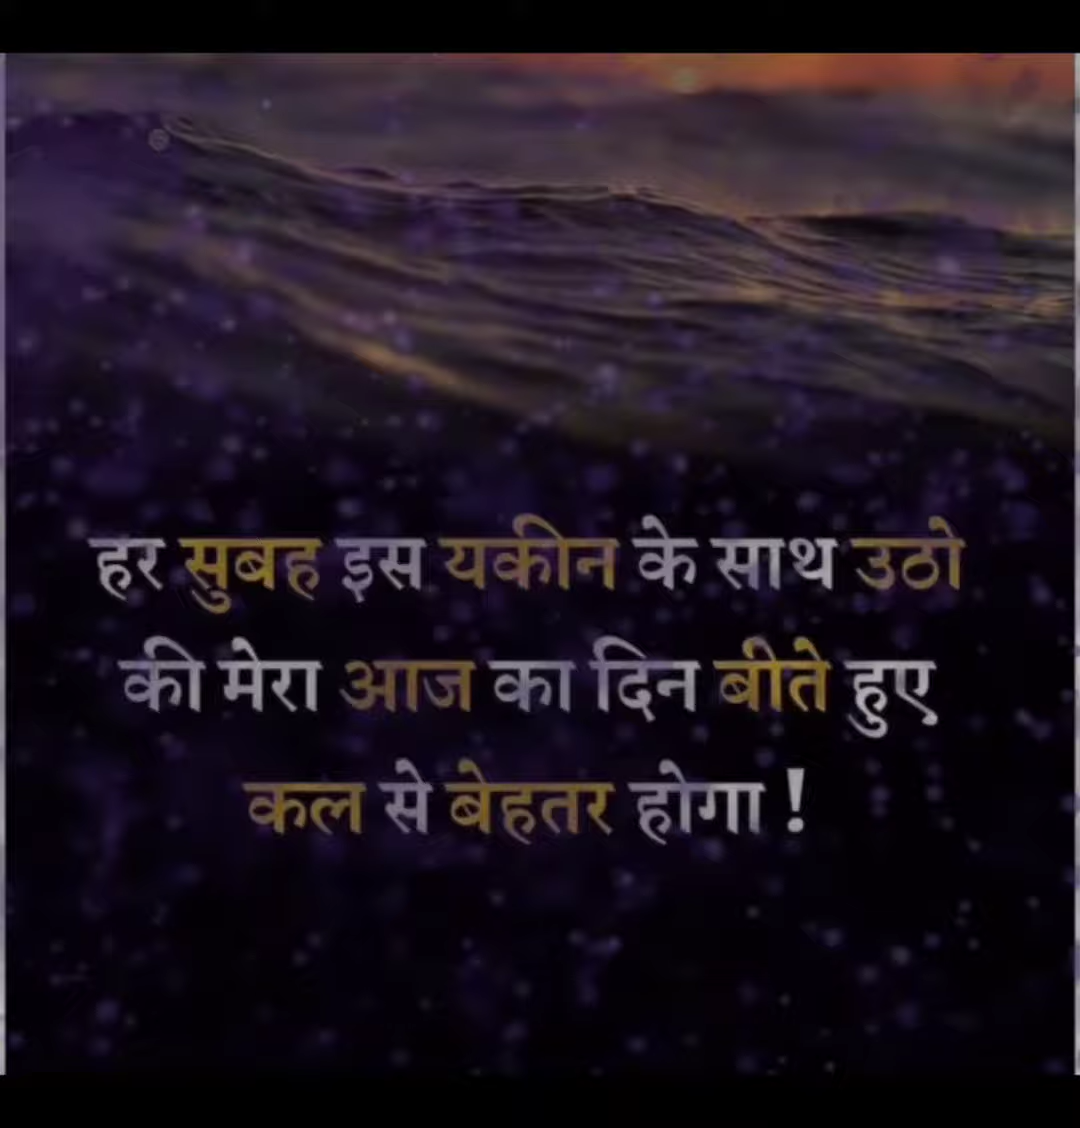 हर सुबह इस यकीन के साथ उठो
की मेरा आज का दिन बीते हुए
कल से बेहतर होगा !